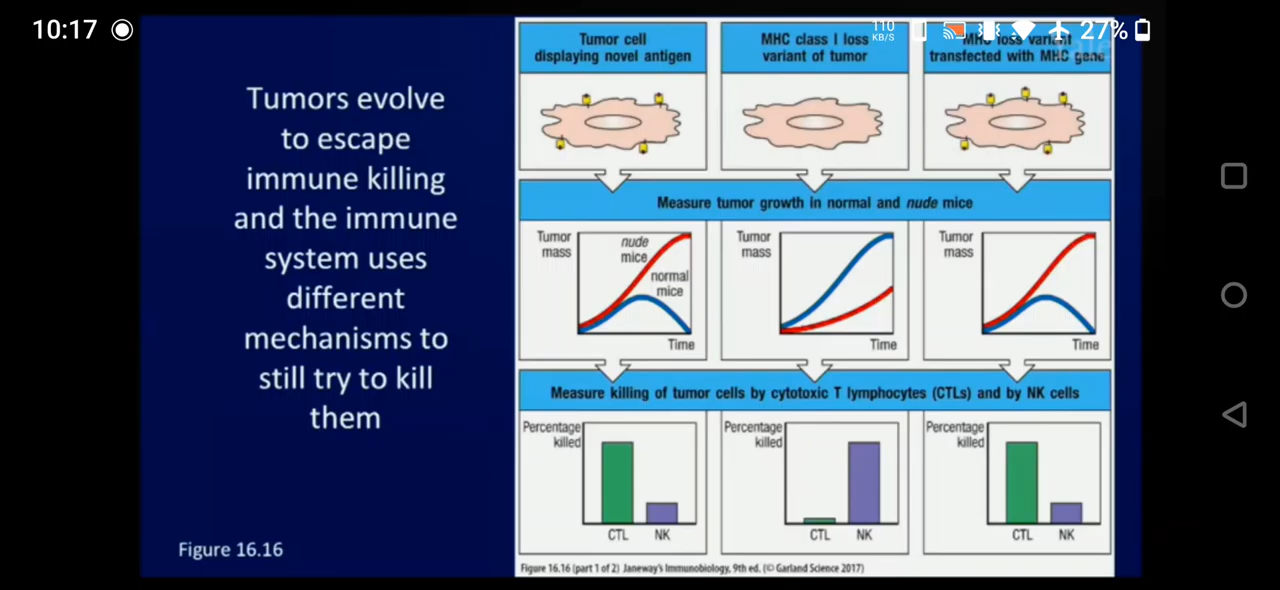 10:17
110
KB/S
27%
Tumors evolve
to escape
immune killing
and the immune
system uses
different
mechanisms to
still try to kill
them
Figure 16.16
Tumor cell
displaying novel antigen
MHC class I loss
variant of tumor
MHC loss variant
transfected with MHC gene
Measure tumor growth in normal and nude mice
Tumor
mass
nude
mice
normal
mice
Time
Tumor
mass
Time
Tumor
mass
Time
Measure killing of tumor cells by cytotoxic T lymphocytes (CTLs) and by NK cells
Percentage
killed
CTL NK
Percentage
killed
CTL NK
Percentage
killed
CTL NK
Figure 16.16 (part 1 of 2) Janeway's Immunobiology, 9th ed. (© Garland Science 2017)